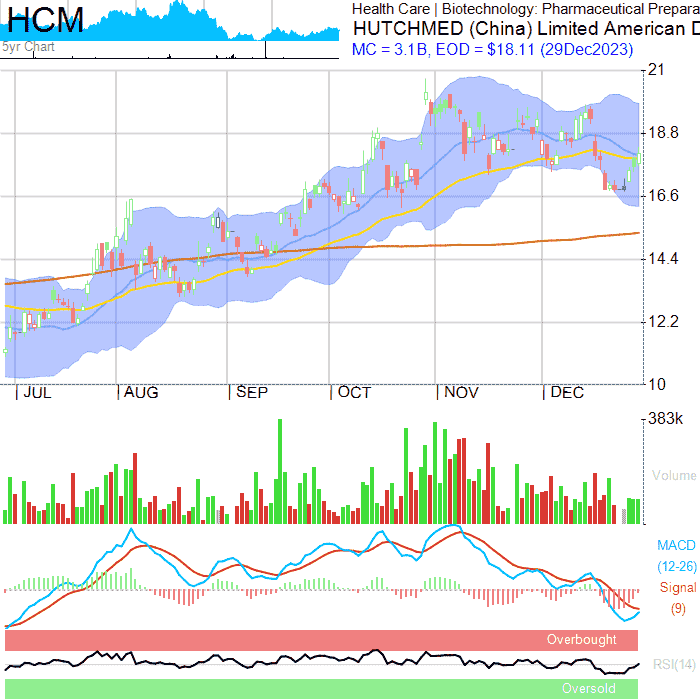 HCM
5yr Chart
Health Care | Biotechnology: Pharmaceutical Prepara
HUTCHMED (China) Limited American D
MC = 3.1B, EOD = $18.11 (29Dec2023)
21
18.8
16.6
14.4
12.2
10
JUL AUG SEP OCT NOV DEC
383k
Volume
MACD
(12-26)
Signal
(9)
Overbought
RSI(14)
Oversold